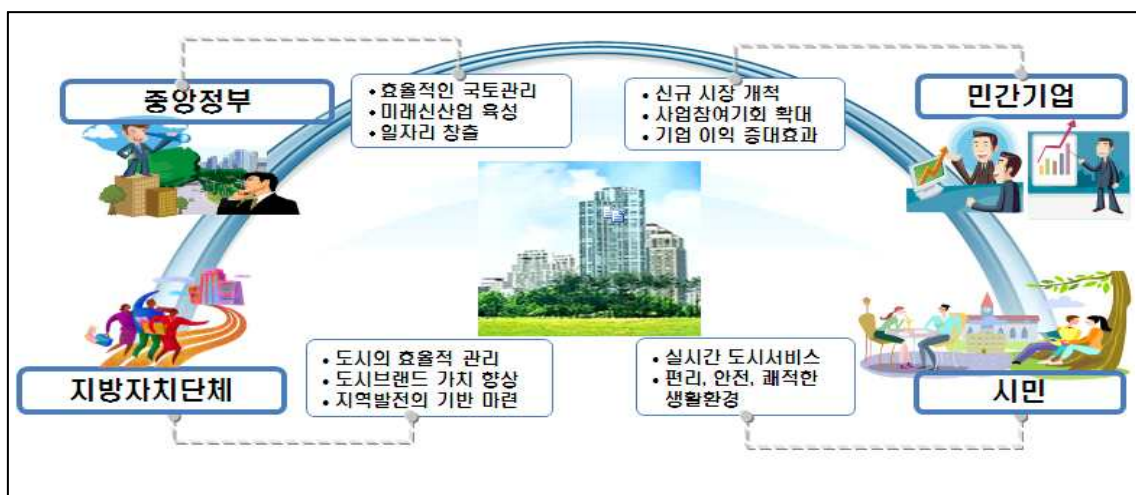 중앙정부
• 효율적인 국토관리
• 미래신산업 육성
• 일자리 창출
• 신규 시장 개척
• 사업참여기회 확대
• 기업 이익 증대효과
민간기업
지방자치단체
• 도시의 효율적 관리
• 도시브랜드 가치 향상
• 지역발전의 기반 마련
• 실시간 도시서비스
• 편리, 안전, 쾌적한
생활환경
시민